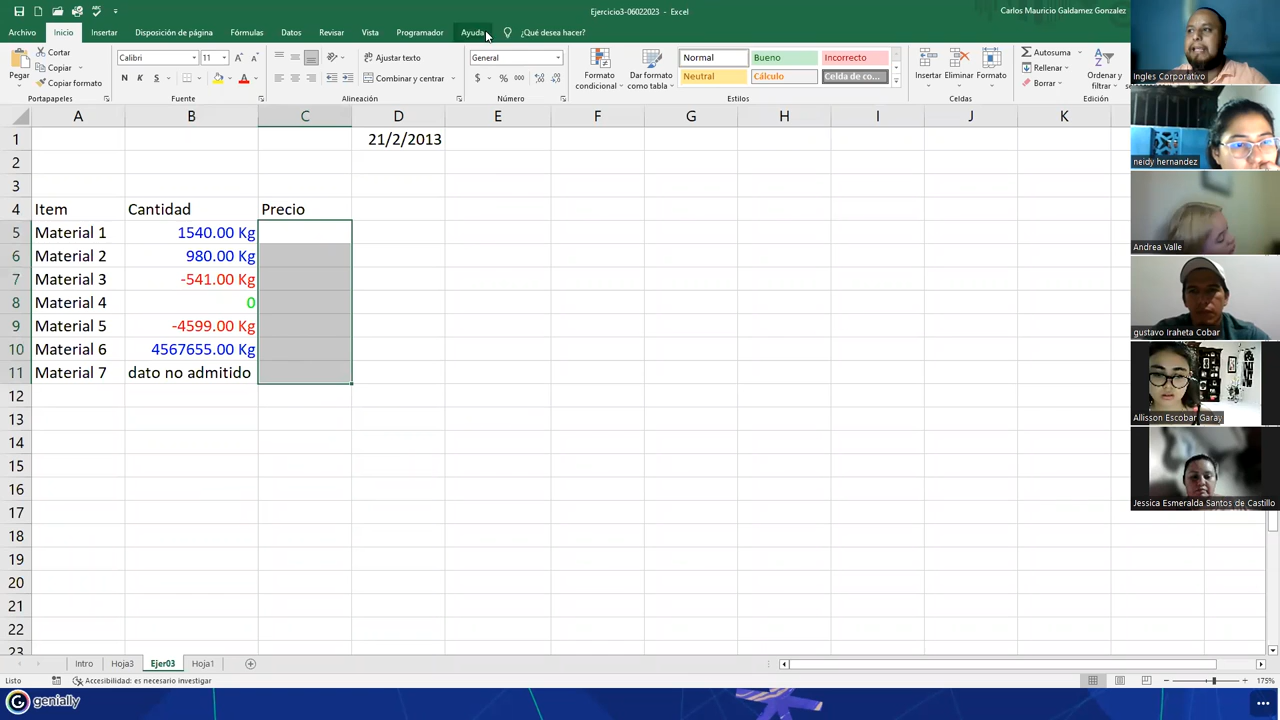 Ejercicio3-06022023 - Excel
Carlos Mauricio Galdamez Gonzalez
Archivo Inicio Insertar Disposición de página Fórmulas Datos Revisar Vista Programador Ayuda ¿Qué desea hacer?
Pegar
Cortar
Copiar
Copiar formato
Portapapeles
Calibri 11
N K S
Fuente
Ajustar texto
Combinar y centrar
Alineación
General
$ % 000
Número
Formato condicional
Dar formato como tabla
Normal Bueno Incorrecto
Neutral Cálculo Celda de co...
Estilos
Insertar Eliminar Formato
Celdas
Autosuma
Rellenar
Borrar
Ordenar y filtrar
Edición
A B C D E F G H I J K
1 21/2/2013
2
3
4 Item Cantidad Precio
5 Material 1 1540.00 Kg
6 Material 2 980.00 Kg
7 Material 3 -541.00 Kg
8 Material 4 0
9 Material 5 -4599.00 Kg
10 Material 6 4567655.00 Kg
11 Material 7 dato no admitido
12
13
14
15
16
17
18
19
20
21
22
23
Intro Hoja3 Ejer03 Hoja1
Listo Accesibilidad: es necesario investigar 175%
genially
Ingles Corporativo
neidy hernandez
Andrea Valle
gustavo Iraheta Cobar
Allisson Escobar Garay
Jessica Esmeralda Santos de Castillo